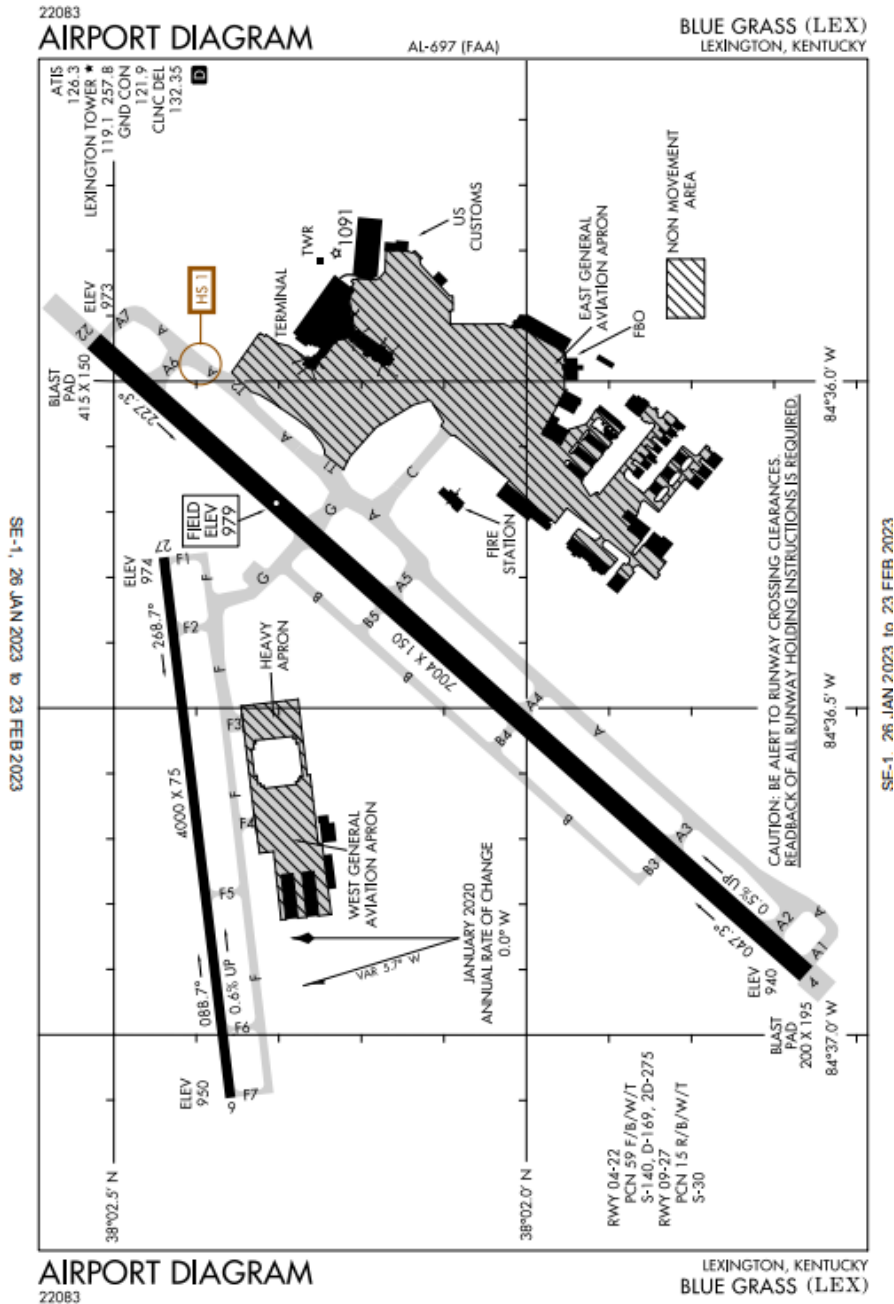 22083
AIRPORT DIAGRAM
AL-697 (FAA)
BLUE GRASS (LEX)
LEXINGTON, KENTUCKY
ATIS
126.3
LEXINGTON TOWER ★
119.1 257.8
GND CON
121.9
CLNC DEL
132.35
D
BLAST
PAD
415 X 150
22
ELEV
973
A7
A
A6
HS 1
A
227.3°
T2
TERMINAL
TWR
1091
US
CUSTOMS
EAST GENERAL
AVIATION APRON
FBO
NON MOVEMENT
AREA
FIELD
ELEV
979
A
T1
G
A
C
FIRE
STATION
ELEV
974
27
F1
F
F2
G
268.7°
F
HEAVY
APRON
B
B5
A5
7004 X 150
B
F3
4000 X 75
F
F4
A4
B4
A
B
WEST GENERAL
AVIATION APRON
F5
B3
A3
0.5% UP
047.3°
A2
A
A1
4
ELEV
940
BLAST
PAD
200 X 195
088.7°
0.6% UP
F
F6
F7
ELEV
950
9
JANUARY 2020
ANNUAL RATE OF CHANGE
0.0° W
VAR 5.7° W
CAUTION: BE ALERT TO RUNWAY CROSSING CLEARANCES.
READBACK OF ALL RUNWAY HOLDING INSTRUCTIONS IS REQUIRED.
84°36.0' W
84°36.5' W
84°37.0' W
38°02.5' N
38°02.0' N
RWY 04-22
PCN 59 F/B/W/T
S-140, D-169, 2D-275
RWY 09-27
PCN 15 R/B/W/T
S-30
SE-1, 26 JAN 2023 to 23 FEB 2023
SE-1, 26 JAN 2023 to 23 FEB 2023
AIRPORT DIAGRAM
22083
LEXINGTON, KENTUCKY
BLUE GRASS (LEX)